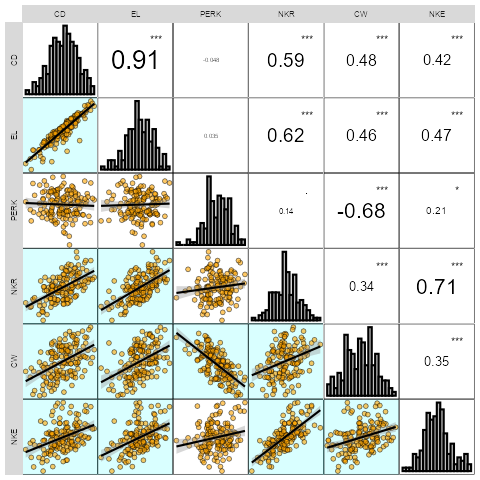 CD EL PERK NKR CW NKE
CD *** *** *** ***
0.91 -0.048 0.59 0.48 0.42
EL *** *** ***
0.035 0.62 0.46 0.47
PERK . *** *
0.14 -0.68 0.21
NKR *** ***
0.34 0.71
CW ***
0.35
NKE